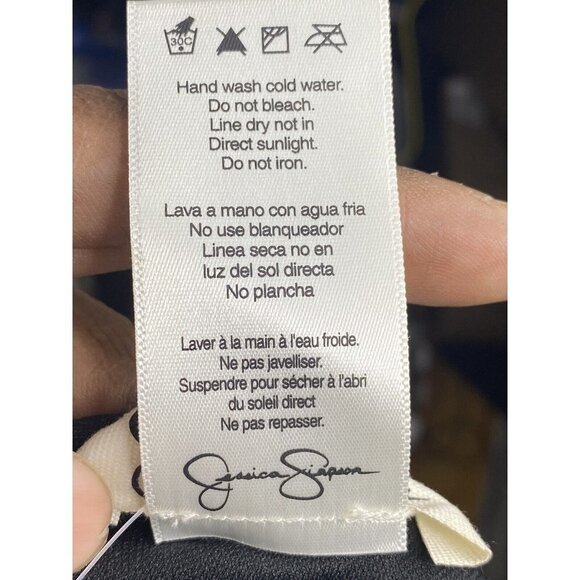 30C
Hand wash cold water.
Do not bleach.
Line dry not in
Direct sunlight.
Do not iron.
Lava a mano con agua fria
No use blanqueador
Linea seca no en
luz del sol directa
No plancha
Laver à la main à l'eau froide.
Ne pas javelliser.
Suspendre pour sécher à l'abri
du soleil direct
Ne pas repasser.
Jessica Simpson